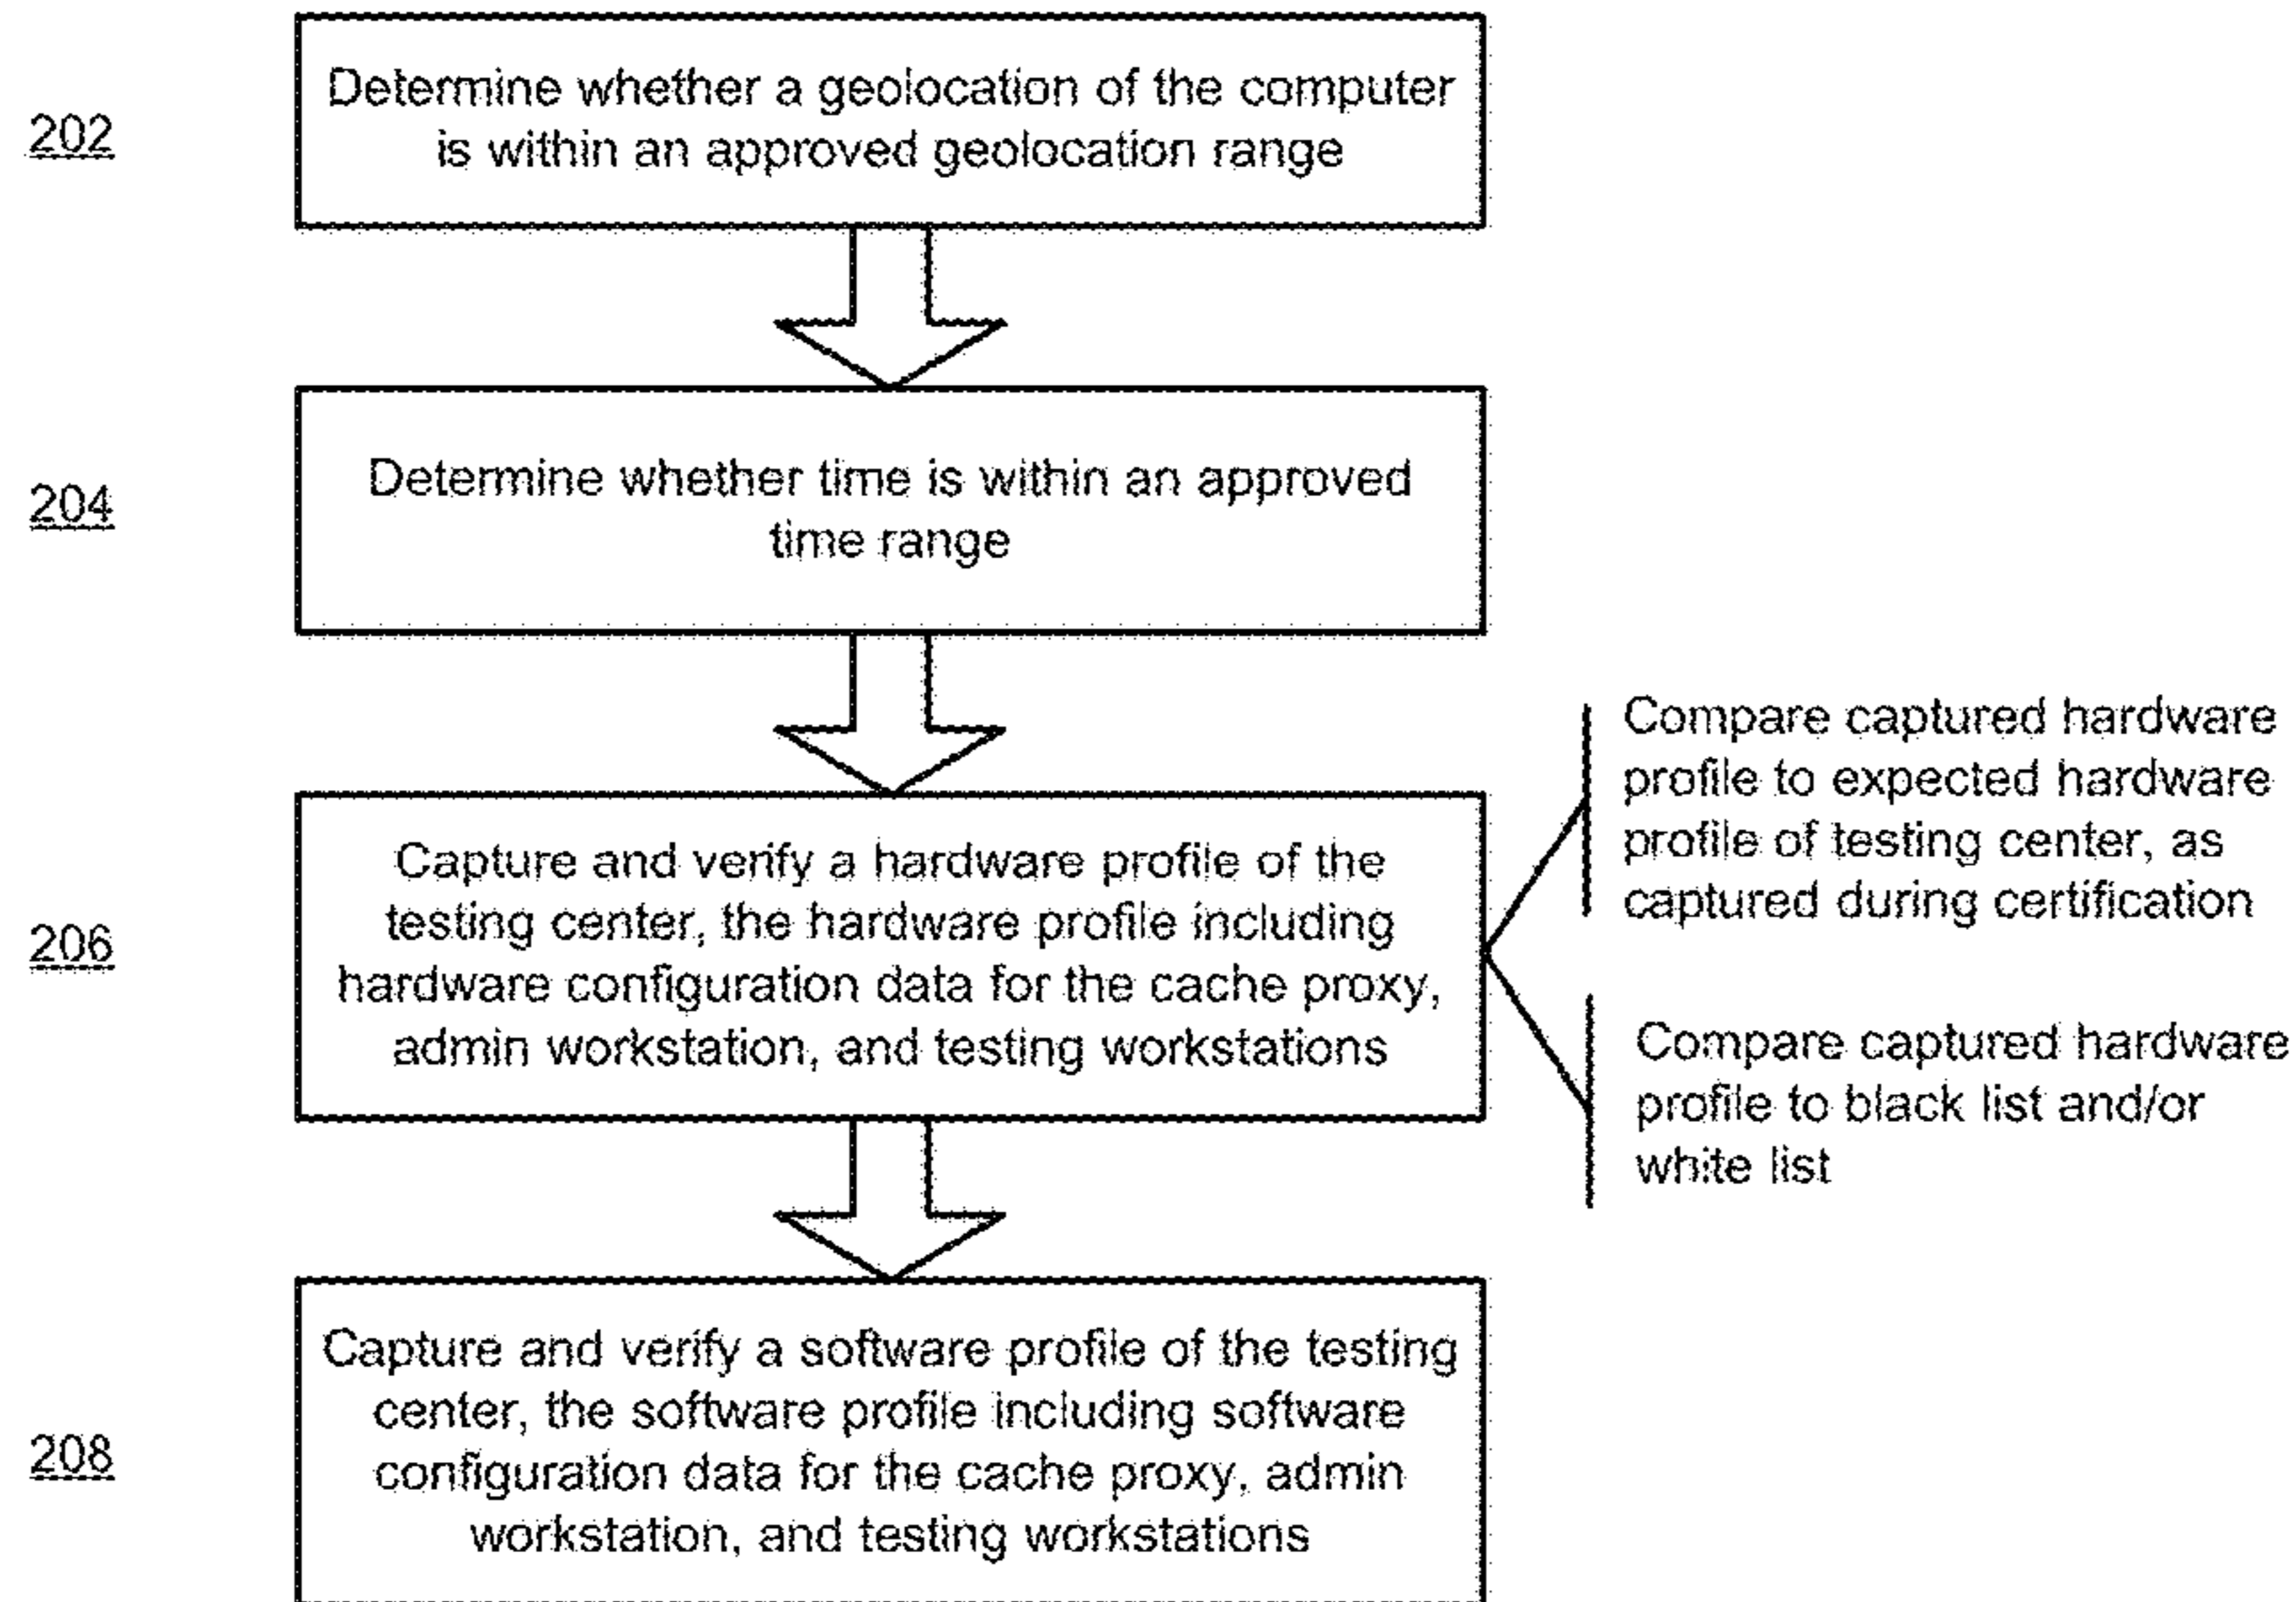 202
Determine whether a geolocation of the computer
is within an approved geolocation range
204
Determine whether time is within an approved
time range
206
Capture and verify a hardware profile of the
testing center, the hardware profile including
hardware configuration data for the cache proxy,
admin workstation, and testing workstations
Compare captured hardware
profile to expected hardware
profile of testing center, as
captured during certification
Compare captured hardware
profile to black list and/or
white list
208
Capture and verify a software profile of the testing
center, the software profile including software
configuration data for the cache proxy, admin
workstation, and testing workstations